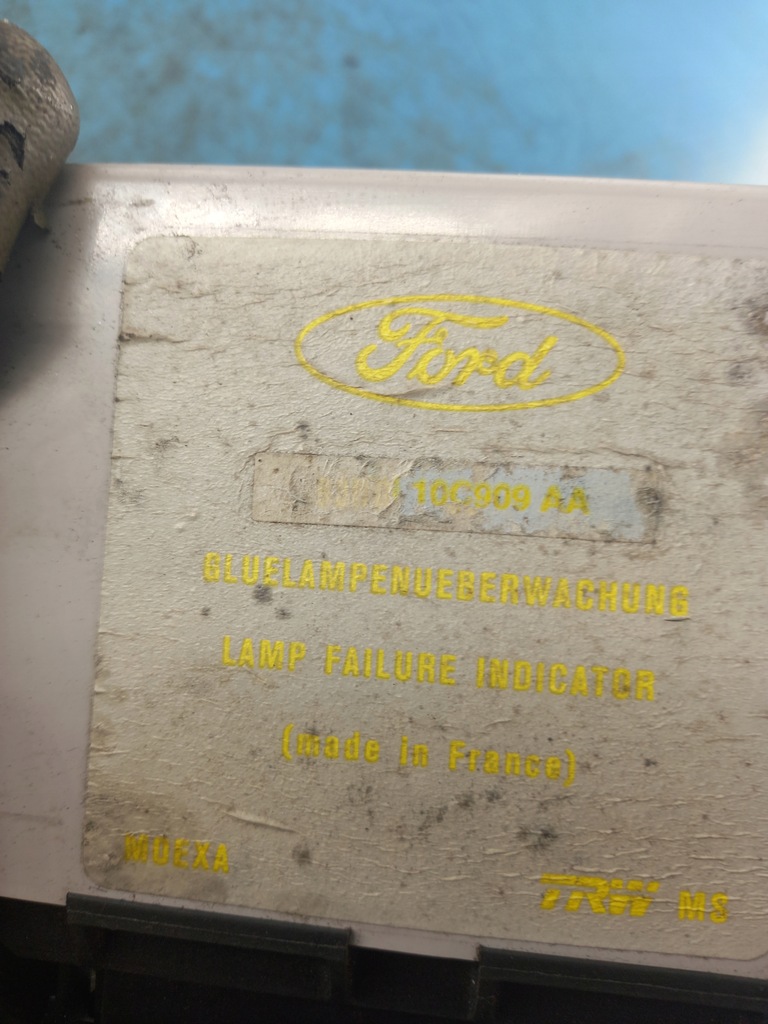 Ford
10C909 AA
GLUELAMPENUEBERWACHUNG
LAMP FAILURE INDICATOR
(made in France)
MOEXA
TRW MS